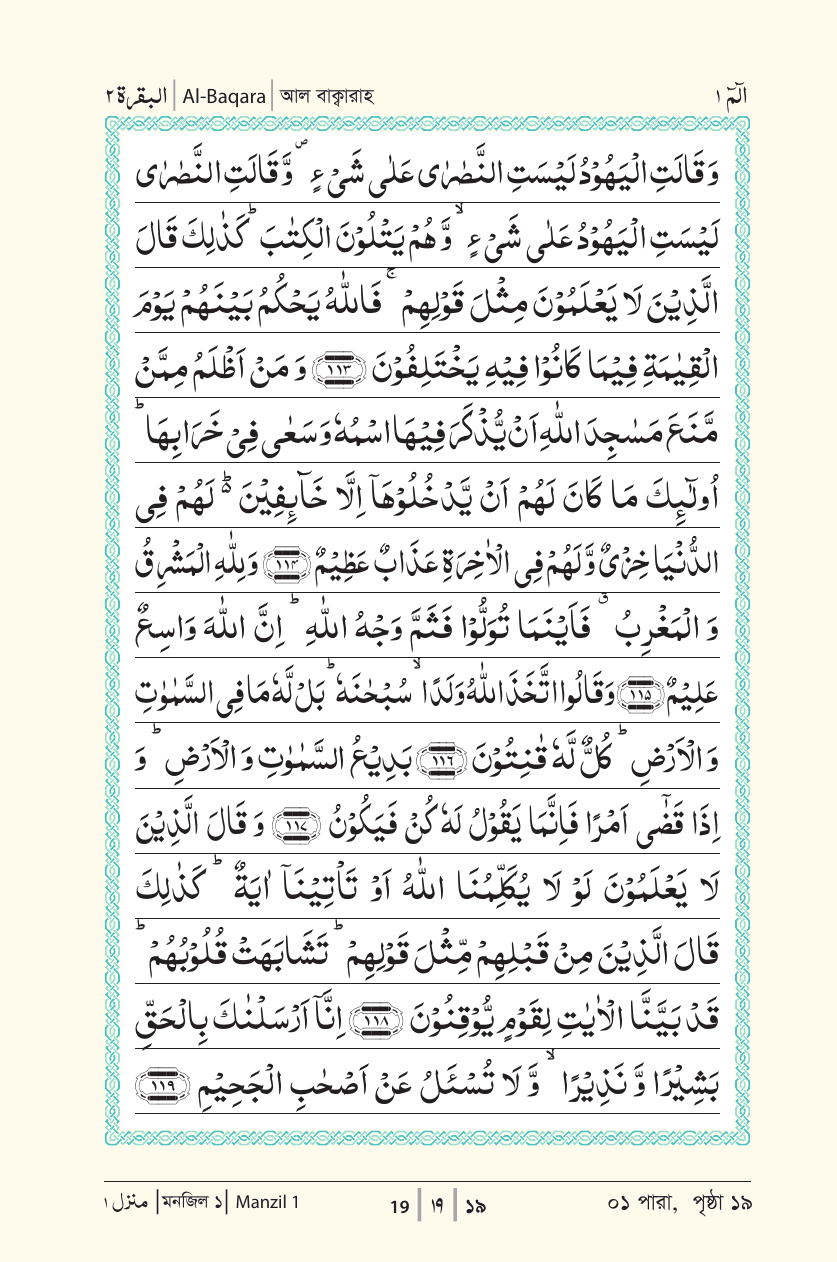 البقرة ٢ | Al-Baqara | আল বাক্বারাহ
الٓمّٓ ١
وَقَالَتِ الْيَهُوْدُ لَيْسَتِ النَّصٰرٰى عَلٰى شَىْءٍ ۪ وَّقَالَتِ النَّصٰرٰى
لَيْسَتِ الْيَهُوْدُ عَلٰى شَىْءٍ ۙ وَّهُمْ يَتْلُوْنَ الْكِتٰبَ ؕ كَذٰلِكَ قَالَ
الَّذِيْنَ لَا يَعْلَمُوْنَ مِثْلَ قَوْلِهِمْ ۚ فَاللّٰهُ يَحْكُمُ بَيْنَهُمْ يَوْمَ
الْقِيٰمَةِ فِيْمَا كَانُوْا فِيْهِ يَخْتَلِفُوْنَ ﴿١١٣﴾ وَ مَنْ اَظْلَمُ مِمَّنْ
مَّنَعَ مَسٰجِدَ اللّٰهِ اَنْ يُّذْكَرَ فِيْهَا اسْمُهٗ وَسَعٰى فِىْ خَرَابِهَا ؕ
اُولٰٓئِكَ مَا كَانَ لَهُمْ اَنْ يَّدْخُلُوْهَآ اِلَّا خَآئِفِيْنَ ؕ۬ لَهُمْ فِى
الدُّنْيَا خِزْىٌ وَّلَهُمْ فِى الْاٰخِرَةِ عَذَابٌ عَظِيْمٌ ﴿١١٤﴾ وَلِلّٰهِ الْمَشْرِقُ
وَ الْمَغْرِبُ ۗ فَاَيْنَمَا تُوَلُّوْا فَثَمَّ وَجْهُ اللّٰهِ ؕ اِنَّ اللّٰهَ وَاسِعٌ
عَلِيْمٌ ﴿١١٥﴾ وَقَالُوا اتَّخَذَ اللّٰهُ وَلَدًا ۙ سُبْحٰنَهٗ ؕ بَلْ لَّهٗ مَا فِى السَّمٰوٰتِ
وَ الْاَرْضِ ؕ كُلٌّ لَّهٗ قٰنِتُوْنَ ﴿١١٦﴾ بَدِيْعُ السَّمٰوٰتِ وَ الْاَرْضِ ؕ وَ
اِذَا قَضٰٓى اَمْرًا فَاِنَّمَا يَقُوْلُ لَهٗ كُنْ فَيَكُوْنُ ﴿١١٧﴾ وَ قَالَ الَّذِيْنَ
لَا يَعْلَمُوْنَ لَوْ لَا يُكَلِّمُنَا اللّٰهُ اَوْ تَاْتِيْنَآ اٰيَةٌ ؕ كَذٰلِكَ
قَالَ الَّذِيْنَ مِنْ قَبْلِهِمْ مِّثْلَ قَوْلِهِمْ ؕ تَشَابَهَتْ قُلُوْبُهُمْ ؕ
قَدْ بَيَّنَّا الْاٰيٰتِ لِقَوْمٍ يُّوْقِنُوْنَ ﴿١١٨﴾ اِنَّآ اَرْسَلْنٰكَ بِالْحَقِّ
بَشِيْرًا وَّ نَذِيْرًا ۙ وَّ لَا تُسْـَٔلُ عَنْ اَصْحٰبِ الْجَحِيْمِ ﴿١١٩﴾
منزل ١ | মনজিল ১ | Manzil 1
19 | ١٩ | ১৯
০১ পারা, পৃষ্ঠা ১৯